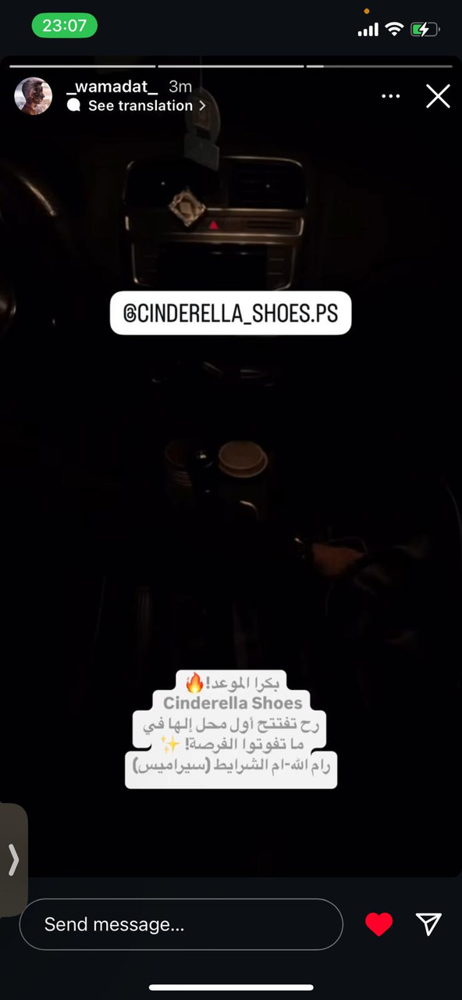 23:07
_wamadat_ 3m
See translation
@CINDERELLA_SHOES.PS
بكرا الموعد!🔥
Cinderella Shoes
رح تفتتح أول محل إلها في
ما تفوتوا الفرصة! ✨
رام الله-ام الشرايط (سيراميس)
Send message...